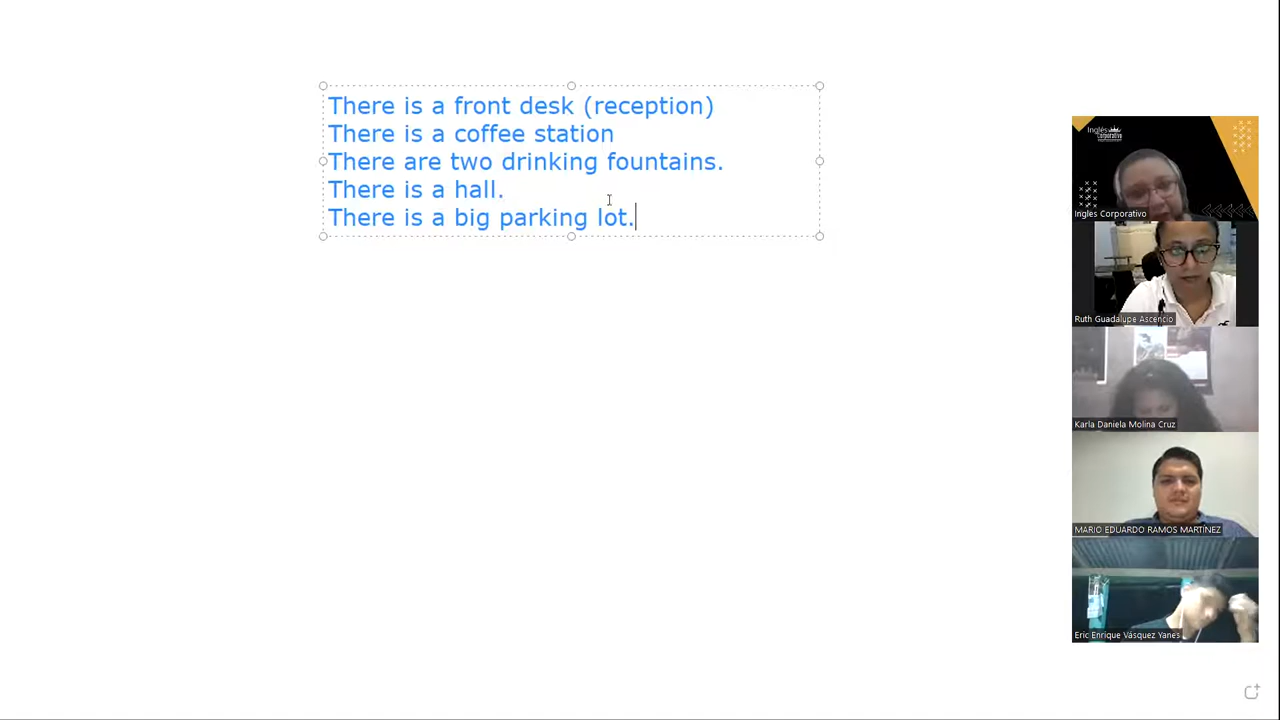 There is a front desk (reception)
There is a coffee station
There are two drinking fountains.
There is a hall.
There is a big parking lot.
Inglés
Corporativo
Ingles Corporativo
Ruth Guadalupe Ascencio
Karla Daniela Molina Cruz
MARIO EDUARDO RAMOS MARTÍNEZ
Eric Enrique Vásquez Yanes